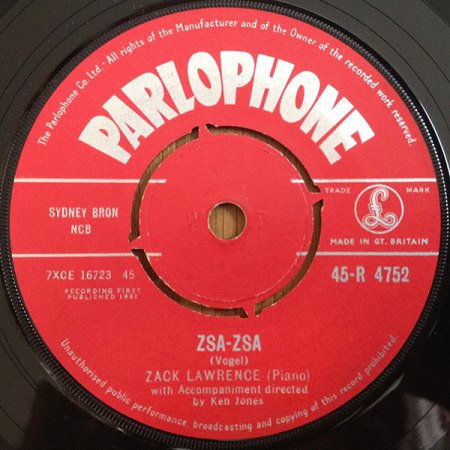 The Parlophone Co. Ltd. · All rights of the Manufacturer and of the Owner of the recorded work reserved.
PARLOPHONE
SYDNEY BRON
NCB
TRADE MARK
£
MADE IN GT. BRITAIN
7XCE 16723 45
RECORDING FIRST
PUBLISHED 1961
45-R 4752
ZSA-ZSA
(Vogel)
ZACK LAWRENCE (Piano)
with Accompaniment directed
by Ken Jones
Unauthorised public performance, broadcasting and copying of this record prohibited.